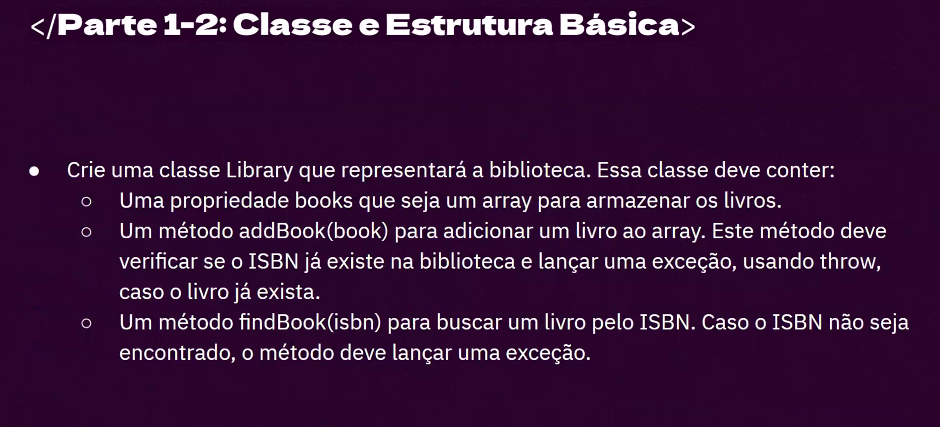 </Parte 1-2: Classe e Estrutura Básica>
● Crie uma classe Library que representará a biblioteca. Essa classe deve conter:
○ Uma propriedade books que seja um array para armazenar os livros.
○ Um método addBook(book) para adicionar um livro ao array. Este método deve
verificar se o ISBN já existe na biblioteca e lançar uma exceção, usando throw,
caso o livro já exista.
○ Um método findBook(isbn) para buscar um livro pelo ISBN. Caso o ISBN não seja
encontrado, o método deve lançar uma exceção.